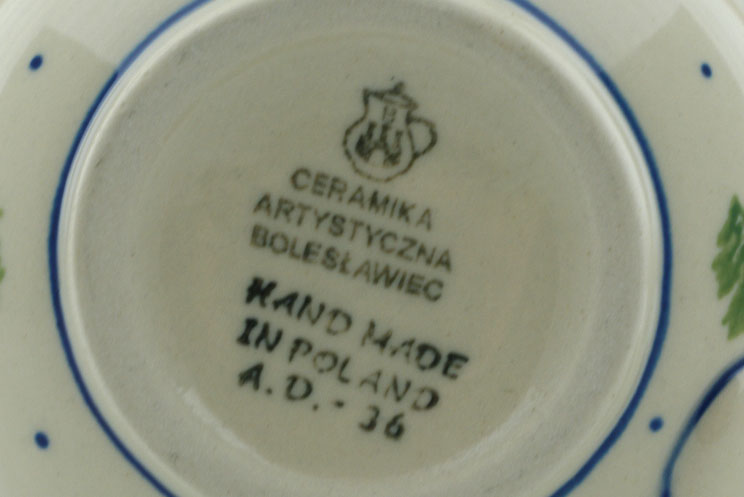 CERAMIKA
ARTYSTYCZNA
BOLESŁAWIEC
HAND MADE
IN POLAND
A.D. - 36